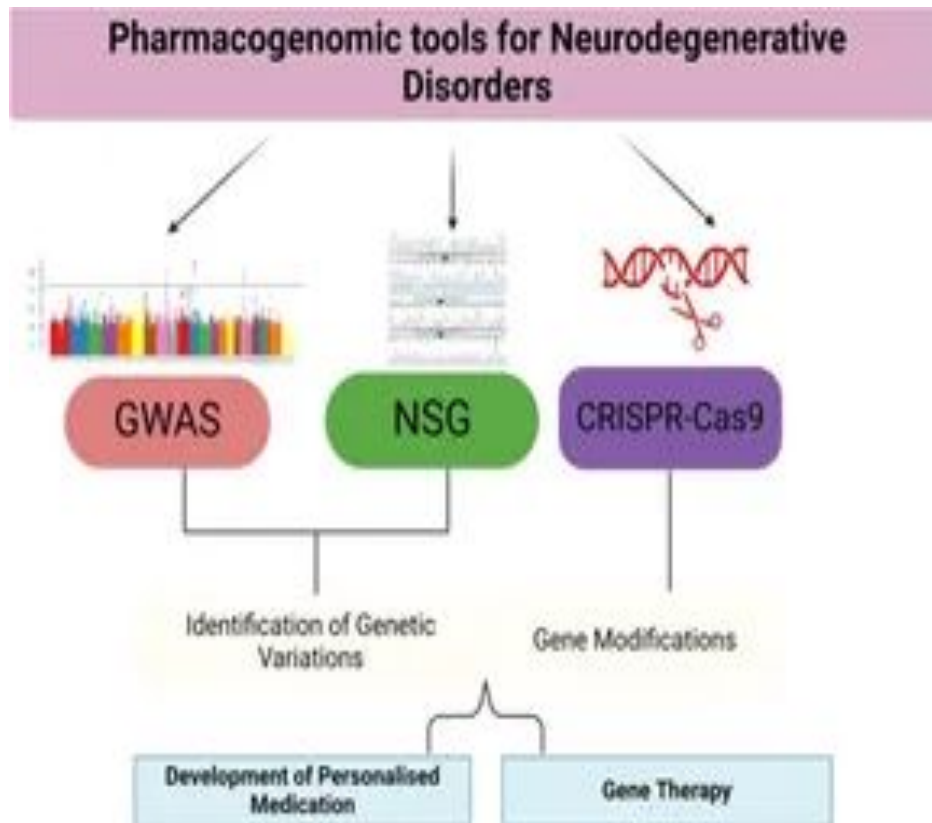 Pharmacogenomic tools for Neurodegenerative
Disorders
GWAS
NSG
CRISPR-Cas9
Identification of Genetic
Variations
Gene Modifications
Development of Personalised
Medication
Gene Therapy